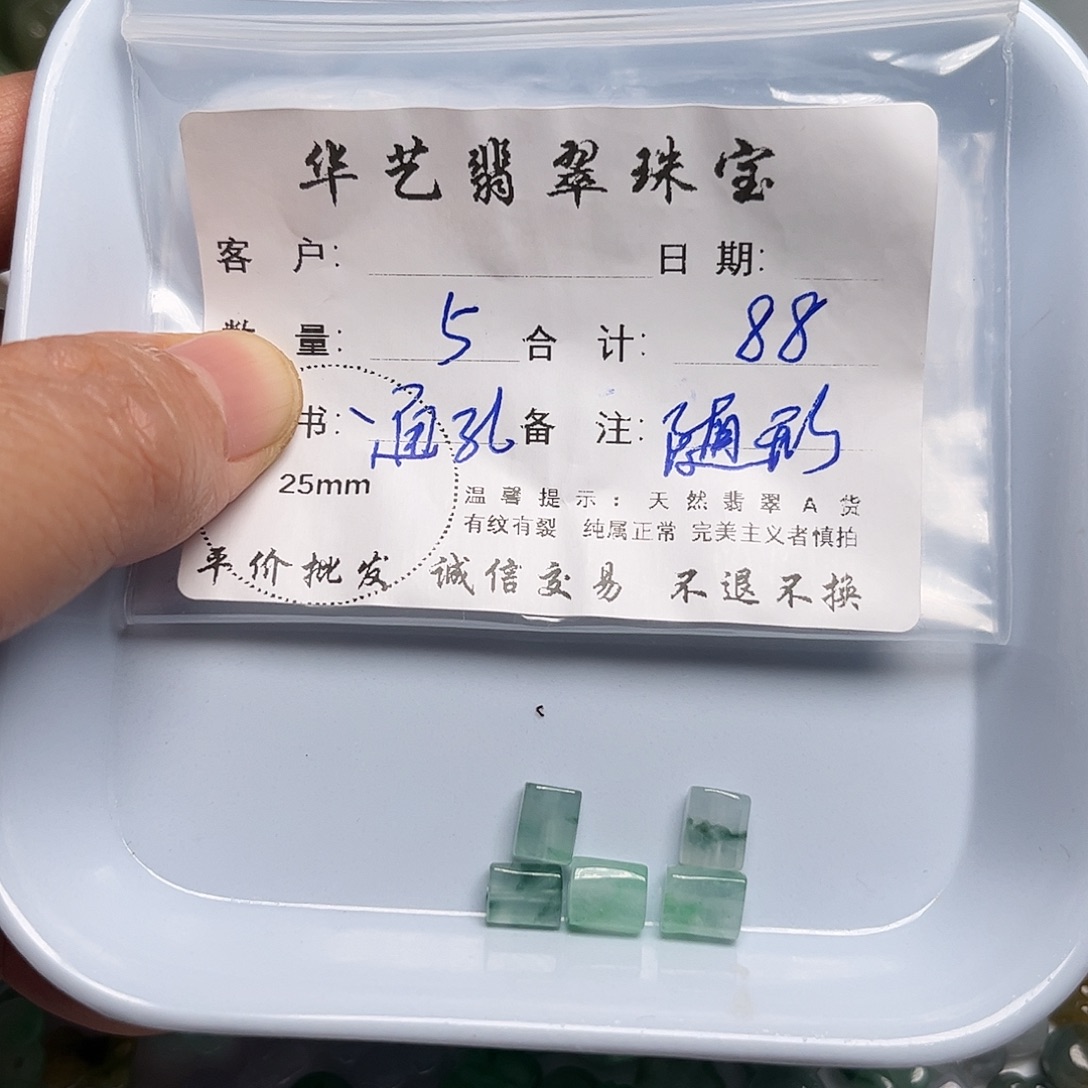 华艺翡翠珠宝
客 户: 日 期:
数 量: 5 合 计: 88
书: 通孔 备 注: 随形
25mm
温馨提示: 天然翡翠A货
有纹有裂 纯属正常 完美主义者慎拍
平价批发 诚信交易 不退不换